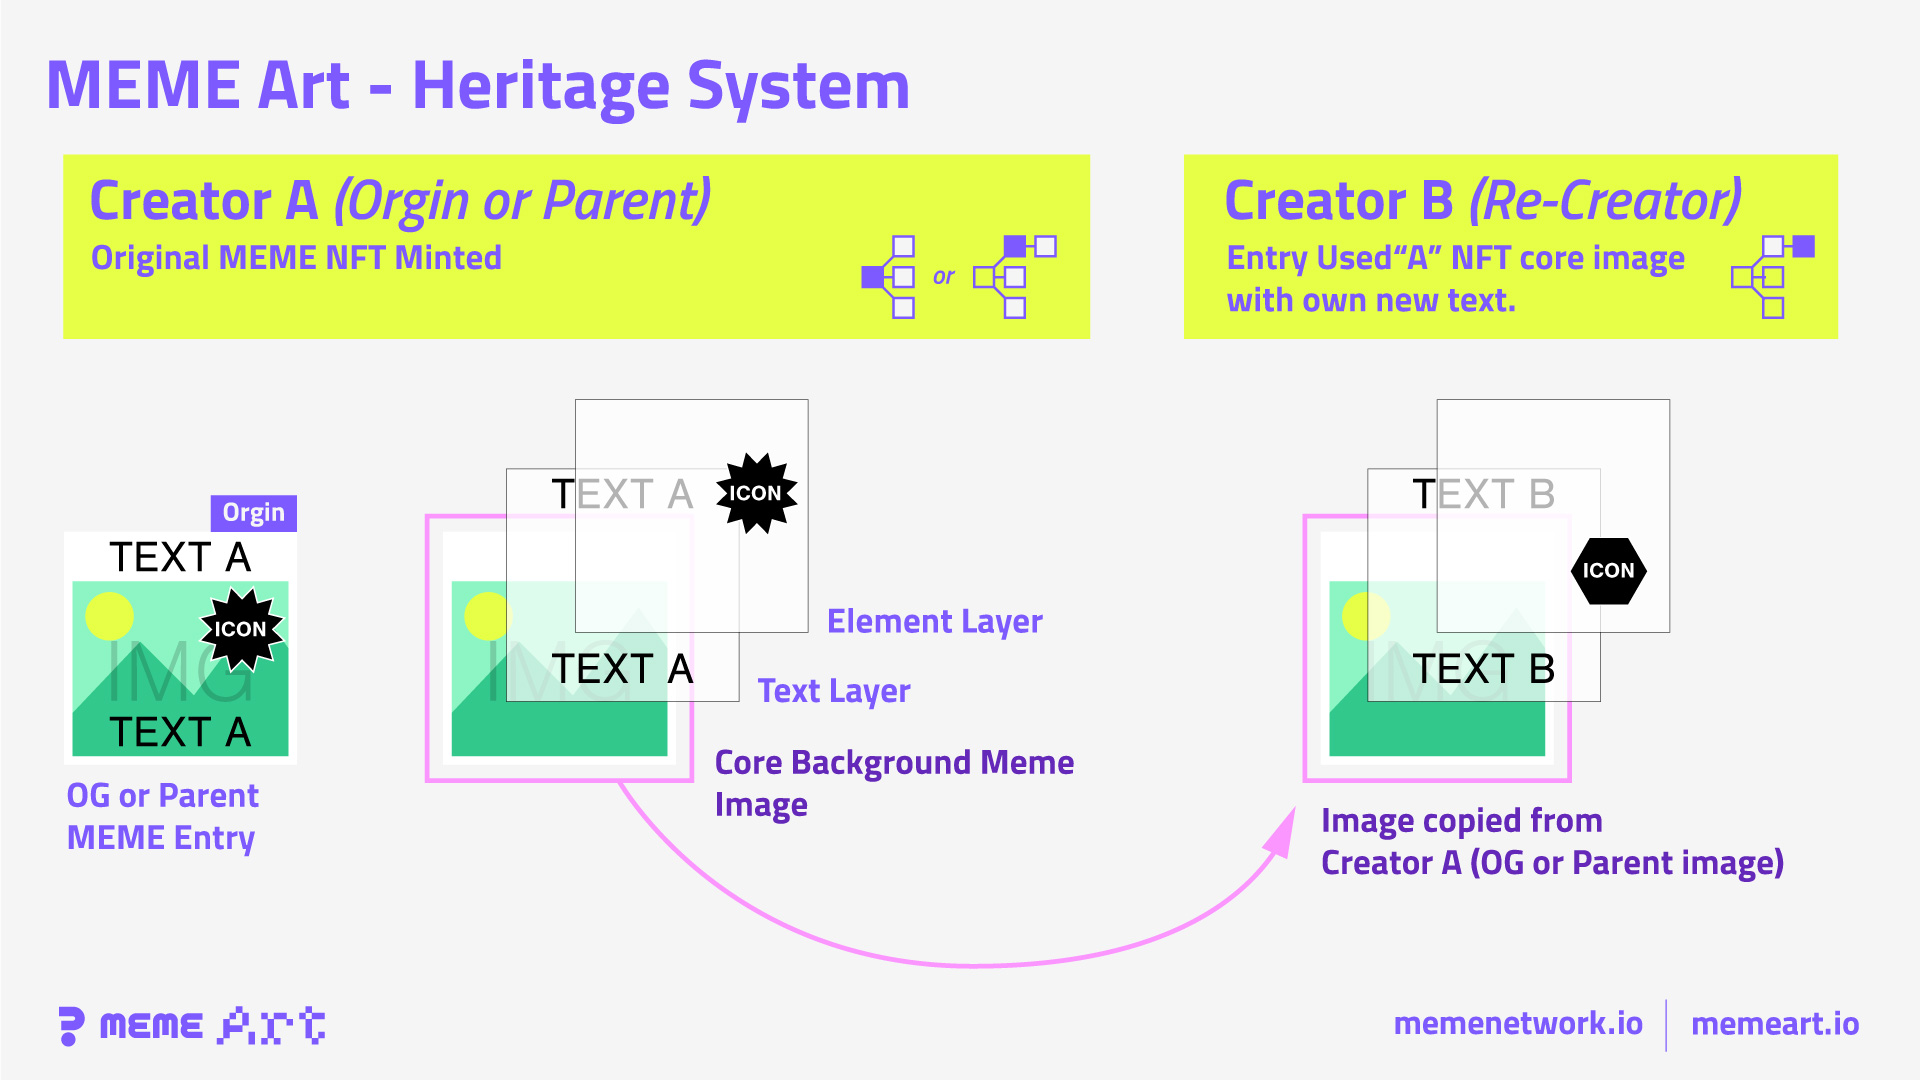 MEME Art - Heritage System
Creator A (Orgin or Parent)
Original MEME NFT Minted
or
Creator B (Re-Creator)
Entry Used“A” NFT core image
with own new text.
Orgin
TEXT A
ICON
IMG
TEXT A
OG or Parent
MEME Entry
TEXT A
ICON
IMG
TEXT A
Element Layer
Text Layer
Core Background Meme
Image
TEXT B
ICON
IMG
TEXT B
Image copied from
Creator A (OG or Parent image)
MEME Art
memenetwork.io
memeart.io